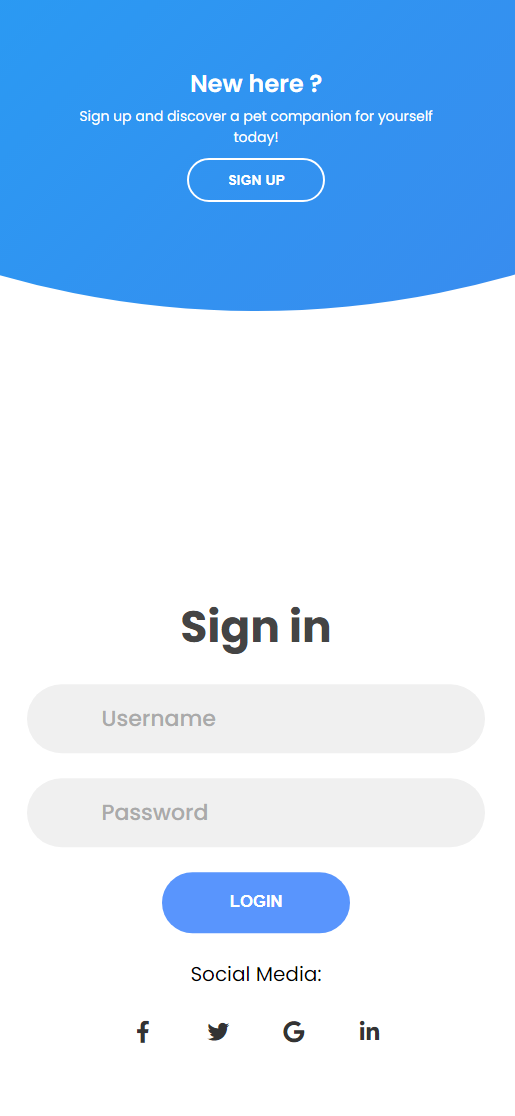 New here ?
Sign up and discover a pet companion for yourself
today!
SIGN UP
Sign in
Username
Password
LOGIN
Social Media: